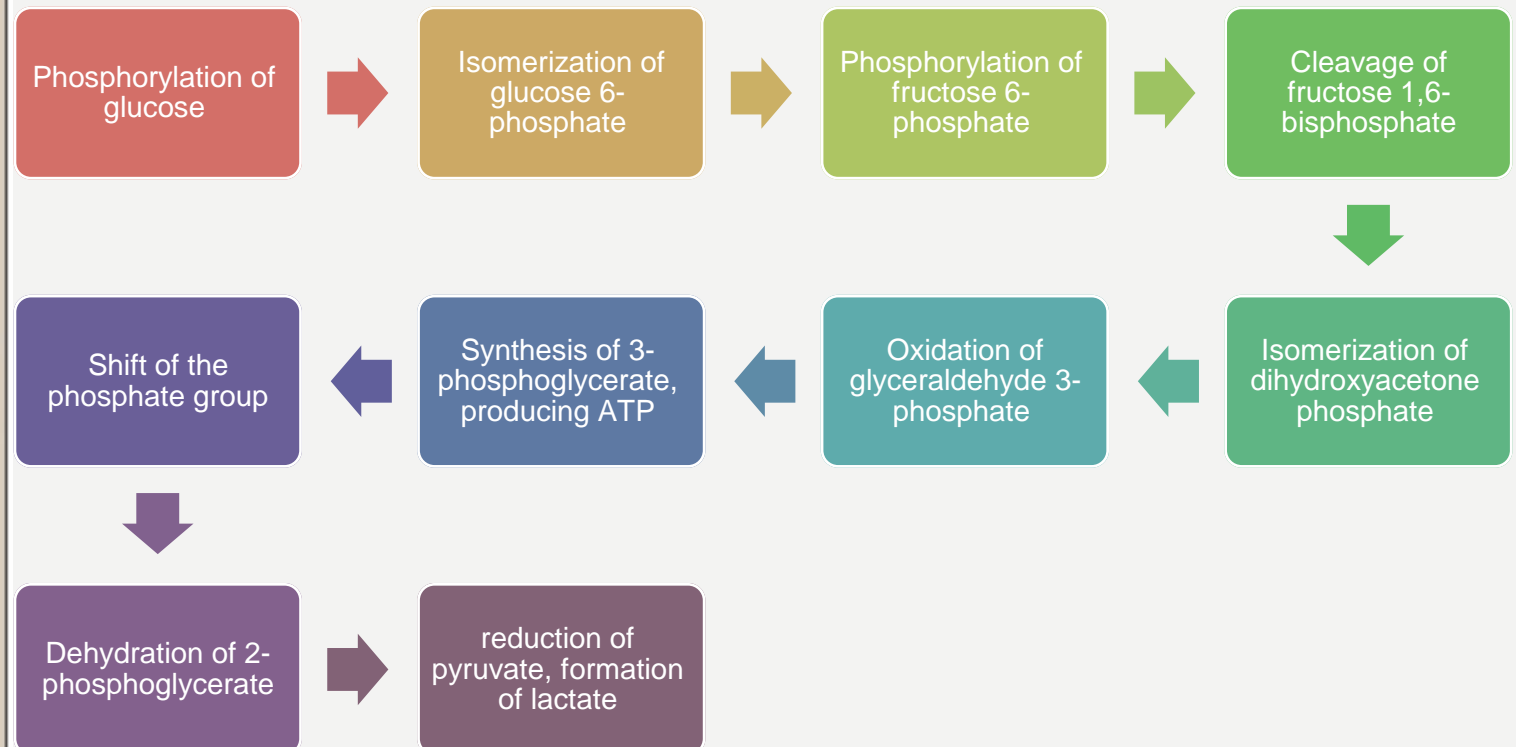 Phosphorylation of
glucose
Isomerization of
glucose 6-
phosphate
Phosphorylation of
fructose 6-
phosphate
Cleavage of
fructose 1,6-
bisphosphate
Isomerization of
dihydroxyacetone
phosphate
Oxidation of
glyceraldehyde 3-
phosphate
Synthesis of 3-
phosphoglycerate,
producing ATP
Shift of the
phosphate group
Dehydration of 2-
phosphoglycerate
reduction of
pyruvate, formation
of lactate